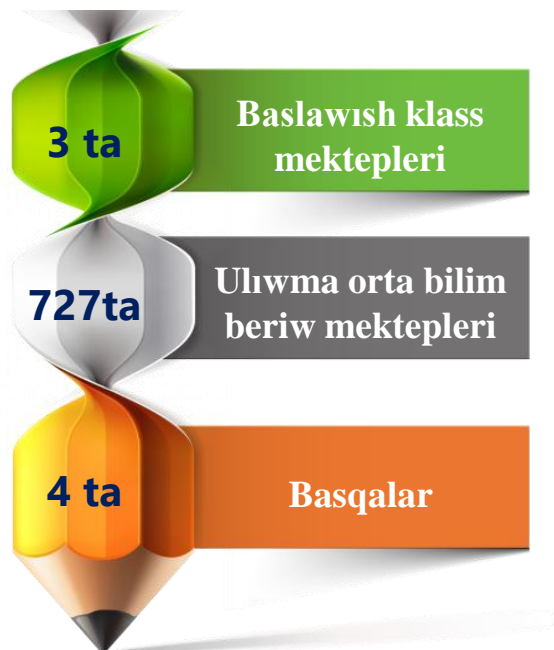 3 ta
Baslawısh klass
mektepleri
727ta
Ulıwma orta bilim
beriw mektepleri
4 ta
Basqalar